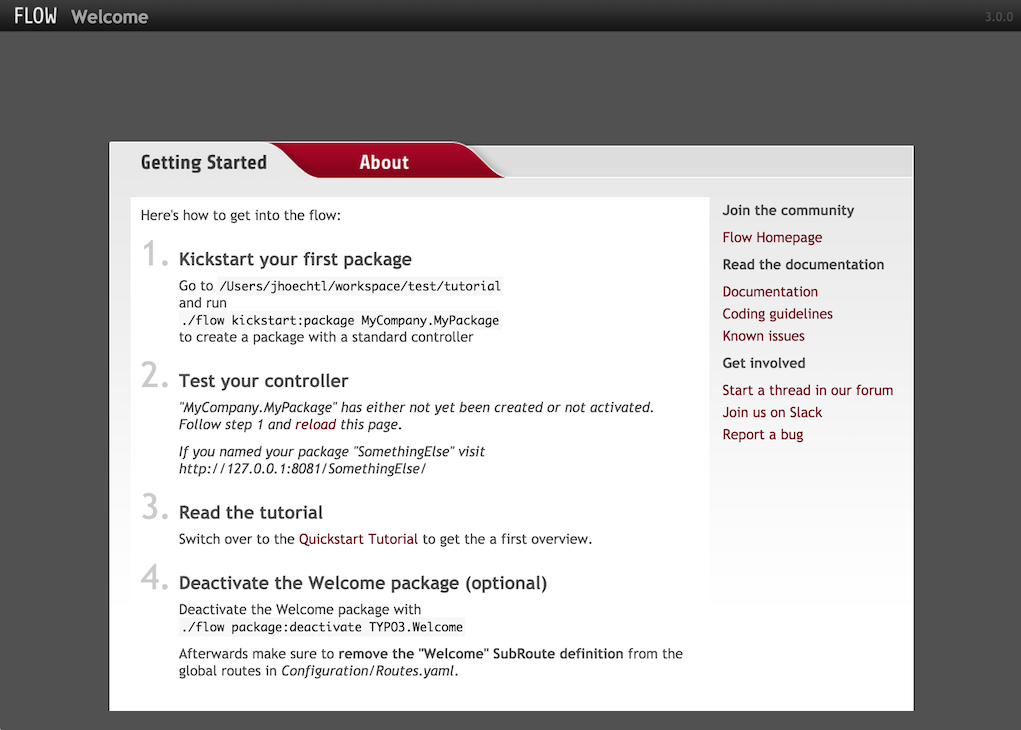 FLOW Welcome
3.0.0
Getting Started
About
Here's how to get into the flow:
1. Kickstart your first package
Go to /Users/jhoechtl/workspace/test/tutorial
and run
./flow kickstart:package MyCompany.MyPackage
to create a package with a standard controller
2. Test your controller
"MyCompany.MyPackage" has either not yet been created or not activated.
Follow step 1 and reload this page.
If you named your package "SomethingElse" visit
http://127.0.0.1:8081/SomethingElse/
3. Read the tutorial
Switch over to the Quickstart Tutorial to get the a first overview.
4. Deactivate the Welcome package (optional)
Deactivate the Welcome package with
./flow package:deactivate TYPO3.Welcome
Afterwards make sure to remove the "Welcome" SubRoute definition from the
global routes in Configuration/Routes.yaml.
Join the community
Flow Homepage
Read the documentation
Documentation
Coding guidelines
Known issues
Get involved
Start a thread in our forum
Join us on Slack
Report a bug